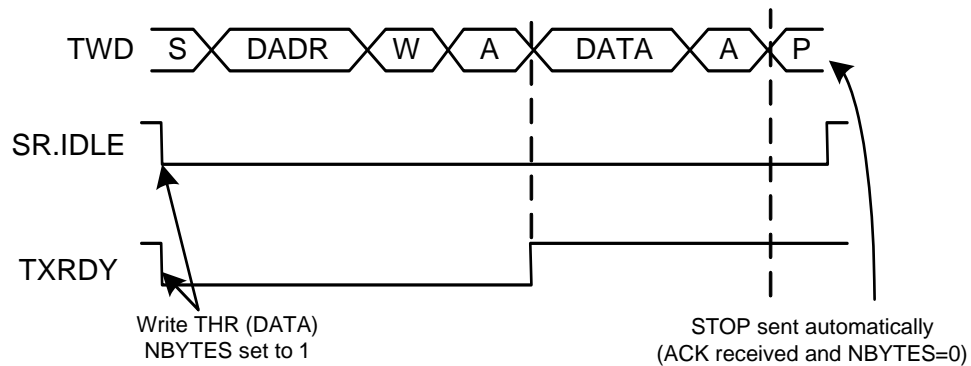 TWD S DADR W A DATA A P
SR.IDLE
TXRDY
Write THR (DATA)
NBYTES set to 1
STOP sent automatically
(ACK received and NBYTES=0)